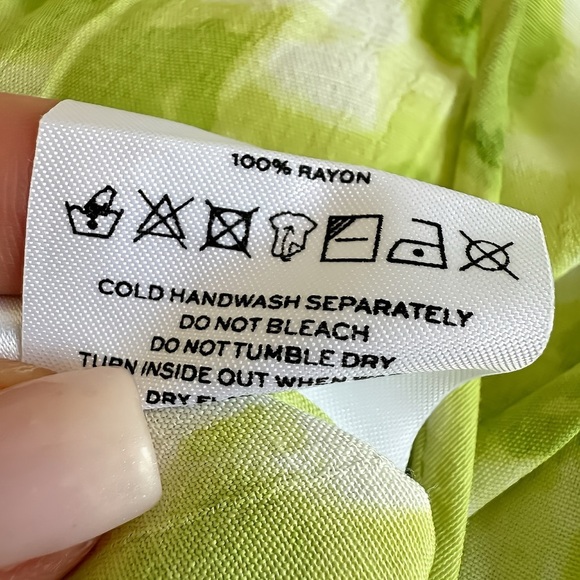 100% RAYON
COLD HANDWASH SEPARATELY
DO NOT BLEACH
DO NOT TUMBLE DRY
TURN INSIDE OUT WHEN
DRY